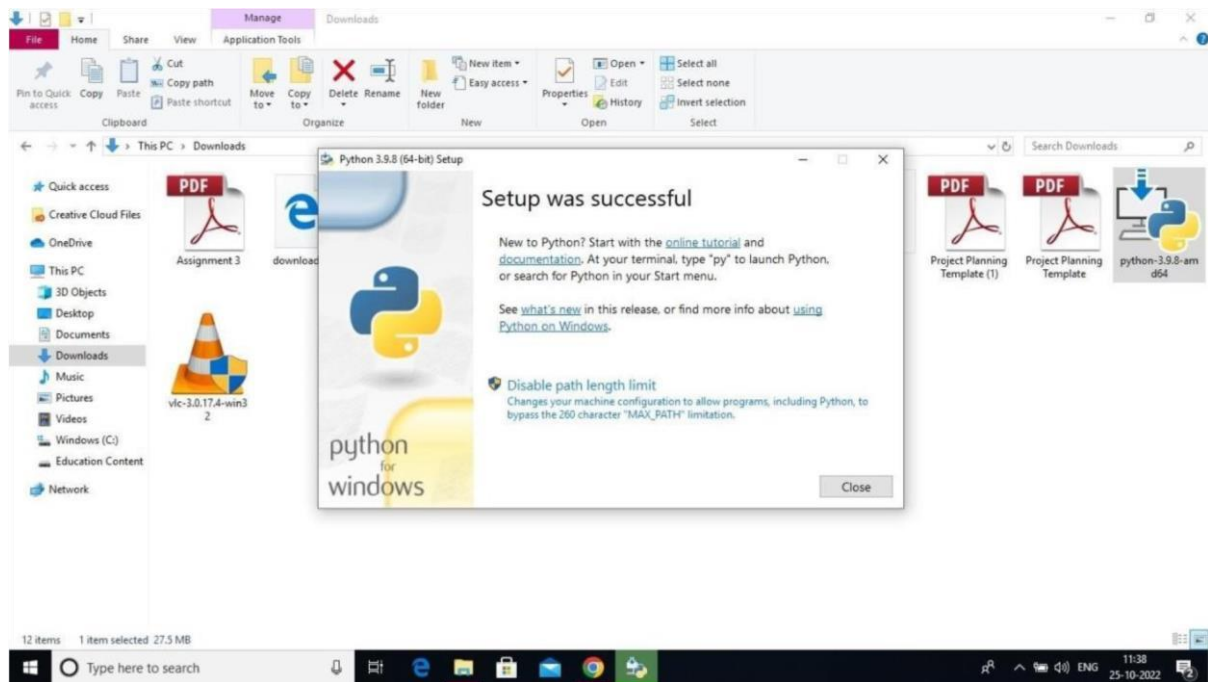 Manage
Downloads
File
Home
Share
View
Application Tools
Pin to Quick
access
Copy
Paste
Cut
Copy path
Paste shortcut
Clipboard
Move
to
Copy
to
Delete
Rename
Organize
New
folder
New item
Easy access
New
Properties
Open
Edit
History
Open
Select all
Select none
Invert selection
Select
This PC > Downloads
Search Downloads
Quick access
Creative Cloud Files
OneDrive
This PC
3D Objects
Desktop
Documents
Downloads
Music
Pictures
Videos
Windows (C:)
Education Content
Network
PDF
Assignment 3
download
vlc-3.0.17.4-win3
2
Python 3.9.8 (64-bit) Setup
Setup was successful
New to Python? Start with the online tutorial and
documentation. At your terminal, type "py" to launch Python,
or search for Python in your Start menu.
See what's new in this release, or find more info about using
Python on Windows.
Disable path length limit
Changes your machine configuration to allow programs, including Python, to
bypass the 260 character "MAX_PATH" limitation.
python
for
windows
Close
PDF
Project Planning
Template (1)
PDF
Project Planning
Template
python-3.9.8-am
d64
12 items 1 item selected 27.5 MB
Type here to search
ENG
11:38
25-10-2022
2